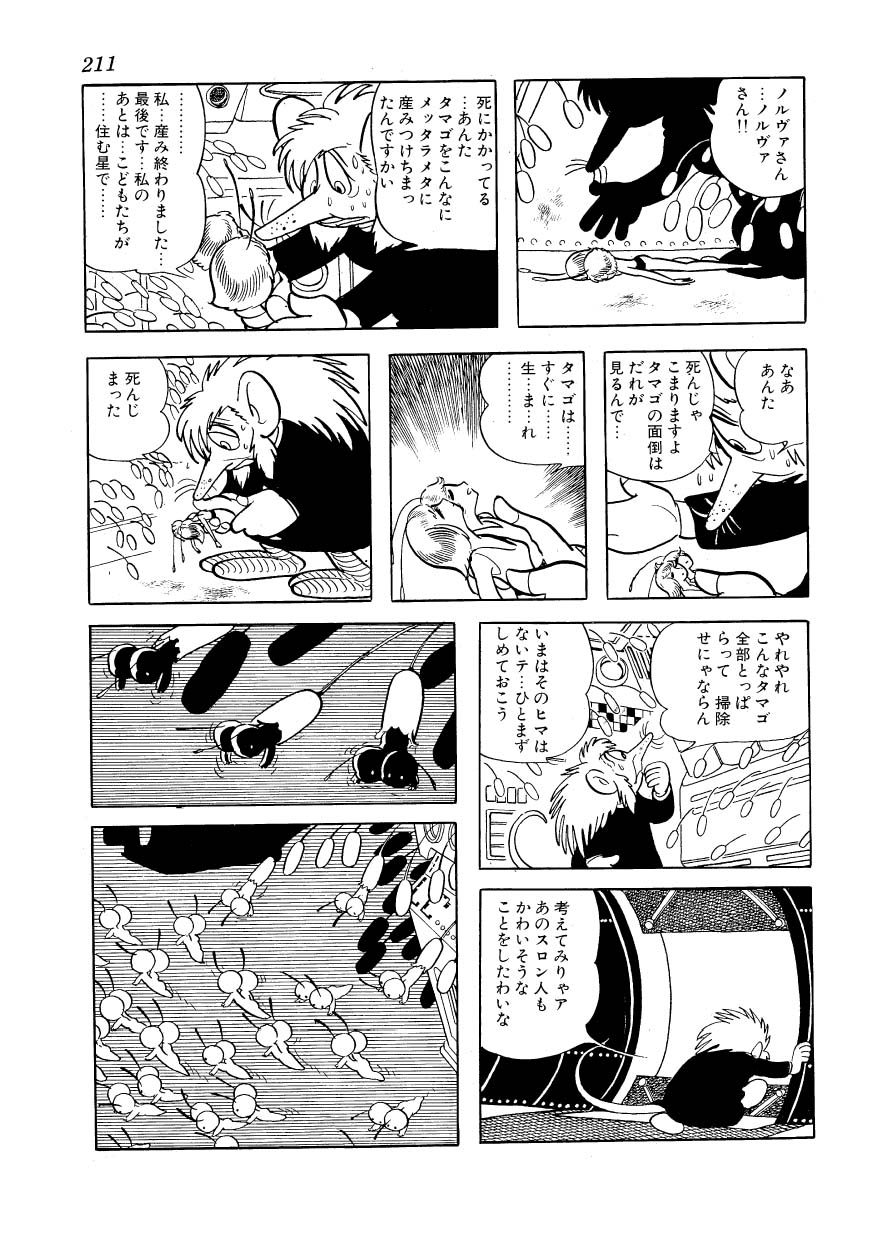 211
ノルヴァさん
…ノルヴァ
さん!!
死にかかってる
…あんた
タマゴをこんなに
メッタラメタに
産みつけちまっ
たんですかい
…………
私…産み終わりました…
最後です…私の
あとは…こどもたちが
……住む星で……
なあ
あんた
死んじゃ
こまりますよ
タマゴの面倒は
だれが
見るんで…
タマゴは……
すぐに……
生…ま…れ
…………
死んじ
まった
やれやれ
こんなタマゴ
全部とっぱ
らって 掃除
せにゃならん
いまはそのヒマは
ないテ…ひとまず
しめておこう
考えてみりゃア
あのスロン人も
かわいそうな
ことをしたわいな